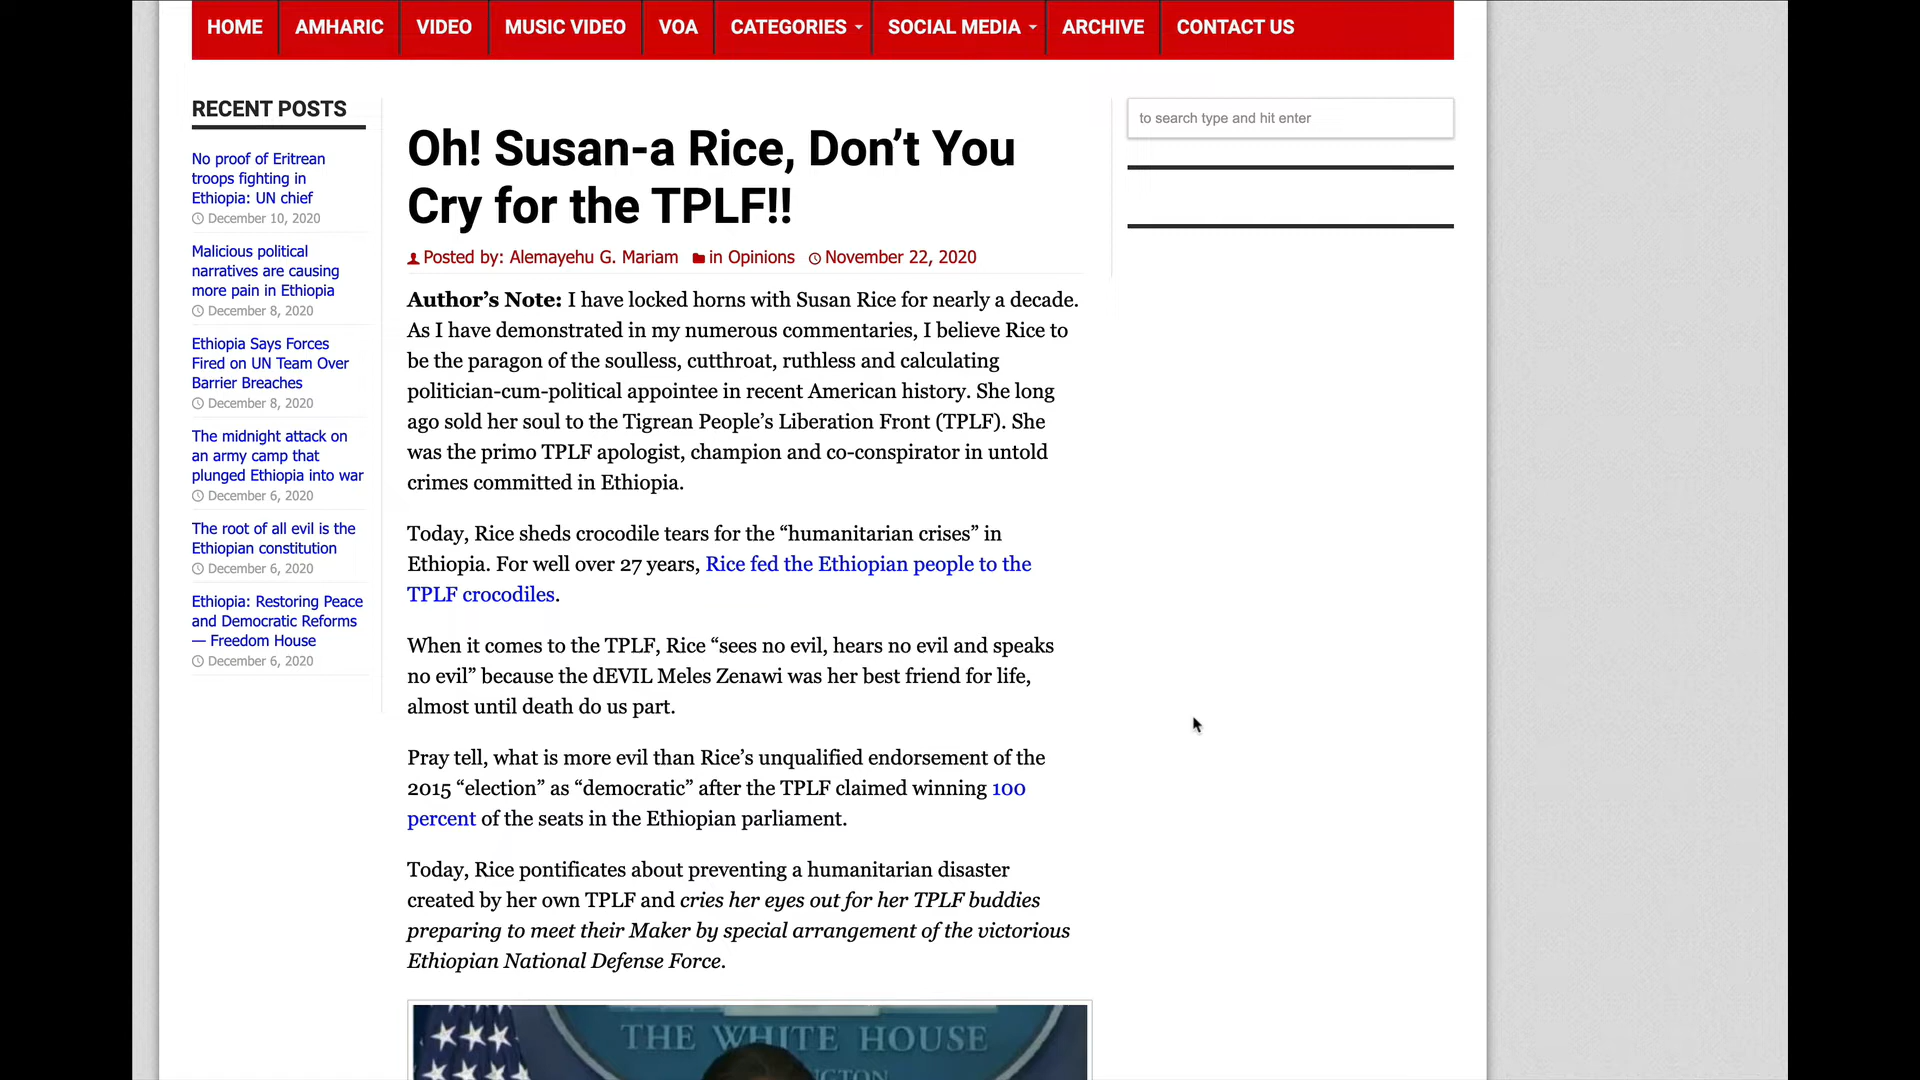 HOME AMHARIC VIDEO MUSIC VIDEO VOA CATEGORIES SOCIAL MEDIA ARCHIVE CONTACT US
RECENT POSTS
No proof of Eritrean
troops fighting in
Ethiopia: UN chief
December 10, 2020
Malicious political
narratives are causing
more pain in Ethiopia
December 8, 2020
Ethiopia Says Forces
Fired on UN Team Over
Barrier Breaches
December 8, 2020
The midnight attack on
an army camp that
plunged Ethiopia into war
December 6, 2020
The root of all evil is the
Ethiopian constitution
December 6, 2020
Ethiopia: Restoring Peace
and Democratic Reforms
— Freedom House
December 6, 2020
Oh! Susan-a Rice, Don’t You
Cry for the TPLF!!
Posted by: Alemayehu G. Mariam in Opinions November 22, 2020
Author’s Note: I have locked horns with Susan Rice for nearly a decade.
As I have demonstrated in my numerous commentaries, I believe Rice to
be the paragon of the soulless, cutthroat, ruthless and calculating
politician-cum-political appointee in recent American history. She long
ago sold her soul to the Tigrean People’s Liberation Front (TPLF). She
was the primo TPLF apologist, champion and co-conspirator in untold
crimes committed in Ethiopia.
Today, Rice sheds crocodile tears for the “humanitarian crises” in
Ethiopia. For well over 27 years, Rice fed the Ethiopian people to the
TPLF crocodiles.
When it comes to the TPLF, Rice “sees no evil, hears no evil and speaks
no evil” because the dEVIL Meles Zenawi was her best friend for life,
almost until death do us part.
Pray tell, what is more evil than Rice’s unqualified endorsement of the
2015 “election” as “democratic” after the TPLF claimed winning 100
percent of the seats in the Ethiopian parliament.
Today, Rice pontificates about preventing a humanitarian disaster
created by her own TPLF and cries her eyes out for her TPLF buddies
preparing to meet their Maker by special arrangement of the victorious
Ethiopian National Defense Force.
THE WHITE HOUSE
to search type and hit enter